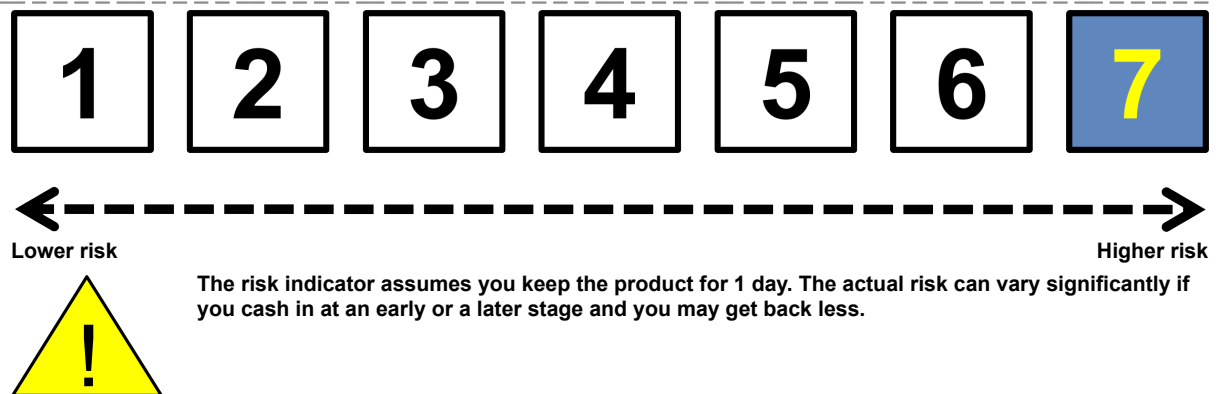 1 2 3 4 5 6 7
Lower risk Higher risk
The risk indicator assumes you keep the product for 1 day. The actual risk can vary significantly if
you cash in at an early or a later stage and you may get back less.
!